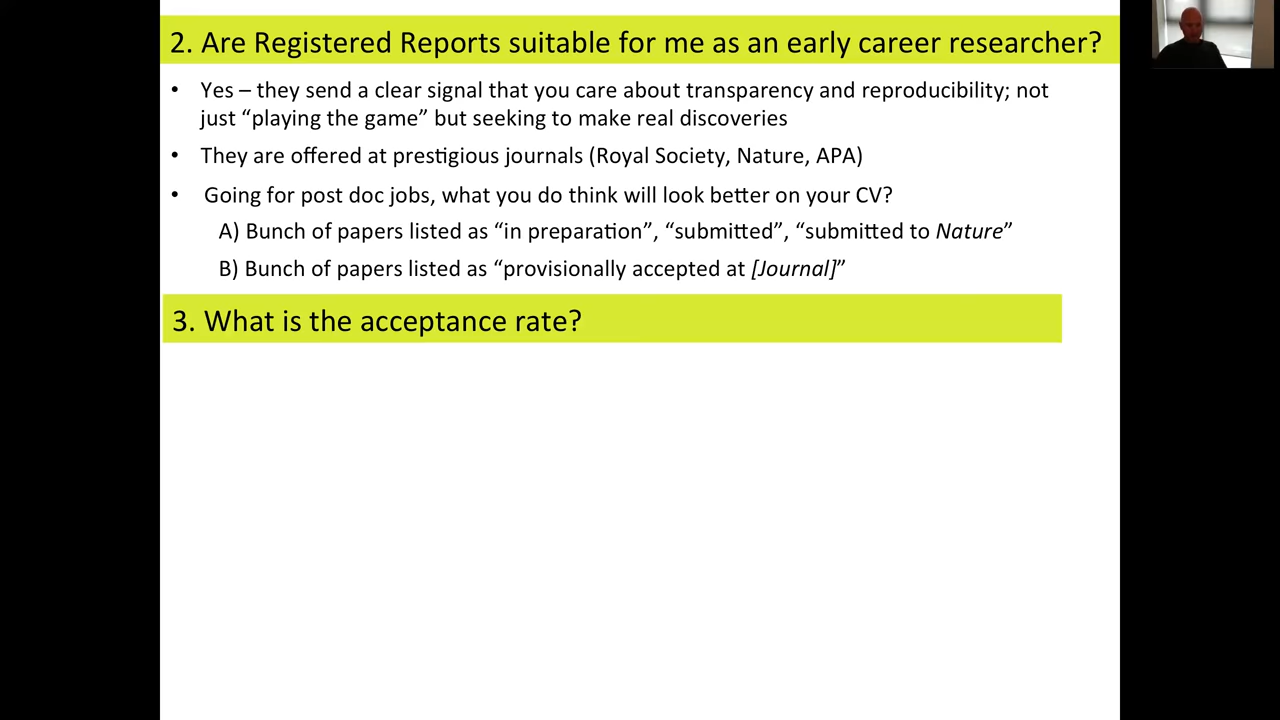 2. Are Registered Reports suitable for me as an early career researcher?
• Yes – they send a clear signal that you care about transparency and reproducibility; not
just “playing the game” but seeking to make real discoveries
• They are offered at prestigious journals (Royal Society, Nature, APA)
• Going for post doc jobs, what you do think will look better on your CV?
A) Bunch of papers listed as “in preparation”, “submitted”, “submitted to Nature”
B) Bunch of papers listed as “provisionally accepted at [Journal]”
3. What is the acceptance rate?